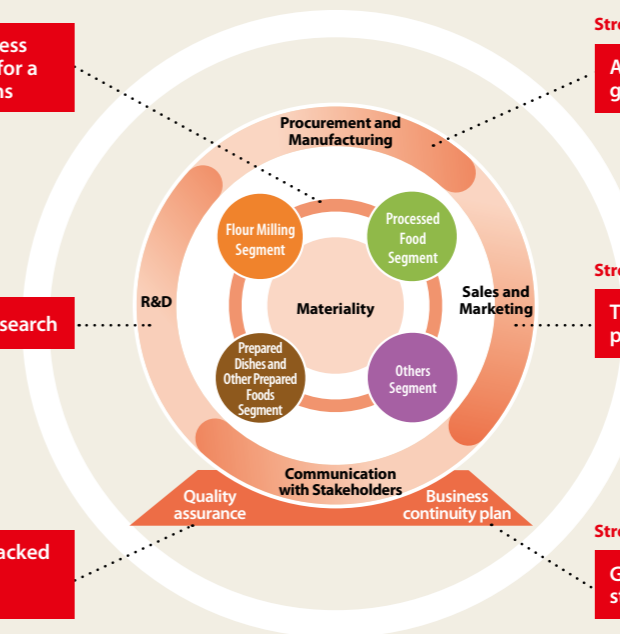 ess
for a
ns
Stre
A
g
Procurement and
Manufacturing
Flour Milling
Segment
Processed
Food
Segment
R&D
Materiality
Sales and
Marketing
search
Stre
T
p
Prepared
Dishes and
Other Prepared
Foods
Segment
Others
Segment
Communication
with Stakeholders
Quality
assurance
Business
continuity plan
acked
Stre
G
st